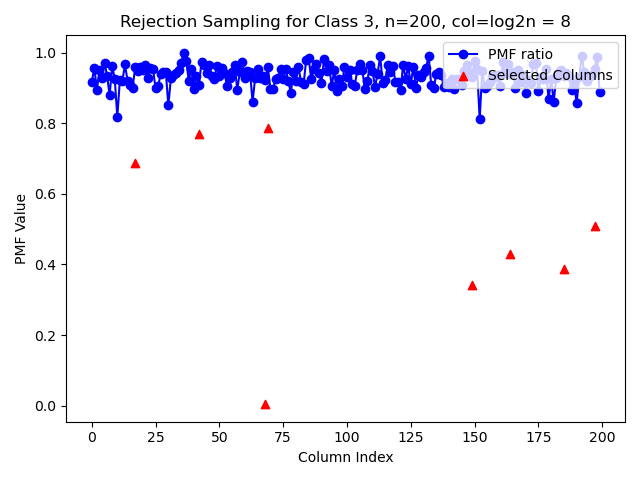 Rejection Sampling for Class 3, n=200, col=log2n = 8
PMF ratio
Selected Columns
PMF Value
1.0
0.8
0.6
0.4
0.2
0.0
0 25 50 75 100 125 150 175 200
Column Index